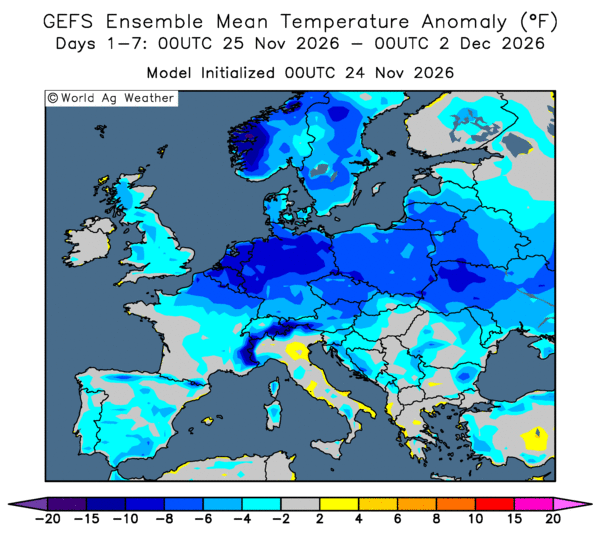 GEFS Ensemble Mean Temperature Anomaly (°F)
Days 1-7: 00UTC 25 Nov 2026 - 00UTC 2 Dec 2026
Model Initialized 00UTC 24 Nov 2026
© World Ag Weather
-20 -15 -10 -8 -6 -4 -2 2 4 6 8 10 15 20